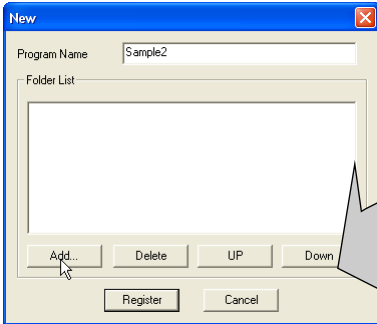 New
Program Name Sample2
Folder List
Add... Delete UP Down
Register Cancel